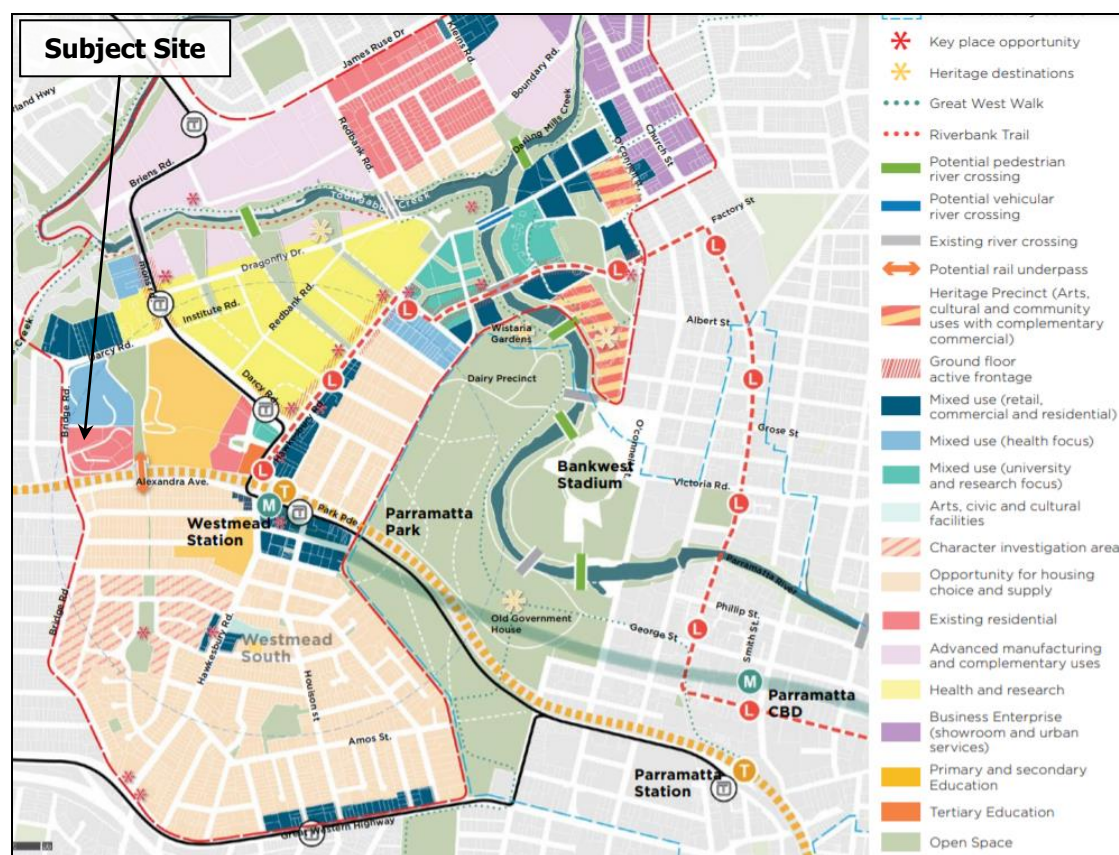 Subject Site
Key place opportunity
Heritage destinations
Great West Walk
Riverbank Trail
Potential pedestrian
river crossing
Potential vehicular
river crossing
Existing river crossing
Potential rail underpass
Heritage Precinct (Arts,
cultural and community
uses with complementary
commercial)
Ground floor
active frontage
Mixed use (retail,
commercial and residential)
Mixed use (health focus)
Mixed use (university
and research focus)
Arts, civic and cultural
facilities
Character investigation area
Opportunity for housing
choice and supply
Existing residential
Advanced manufacturing
and complementary uses
Health and research
Business Enterprise
(showroom and urban
services)
Primary and secondary
Education
Tertiary Education
Open Space
James Ruse Dr
Kleins Rd
Boundary Rd.
erland Hwy
Redbank Rd.
Darling Mills Creek
Church St
O'Connell St
Briens Rd.
Toongabbie Creek
Factory St
Dragonfly Dr.
Mons Rd
Institute Rd.
Redbank Rd.
L
L
L
Albert St
Wistaria
Gardens
Darcy Rd.
Dairy Precinct
Darcy Rd.
L
L
Bridge Rd.
Hawkesbury Rd.
O'connell St.
Grose St
L
Alexandra Ave.
T
Bankwest
Stadium
Victoria Rd.
L
M
Westmead
Station
Park Pde
Parramatta
Park
Parramatta River
Bridge Rd.
Phillip St.
Old Government
House
George St
Smith St.
L
Hawkesbury Rd.
Westmead
South
M
Parramatta
CBD
L
Houison st
Amos St.
T
Parramatta
Station
Great Western Highway